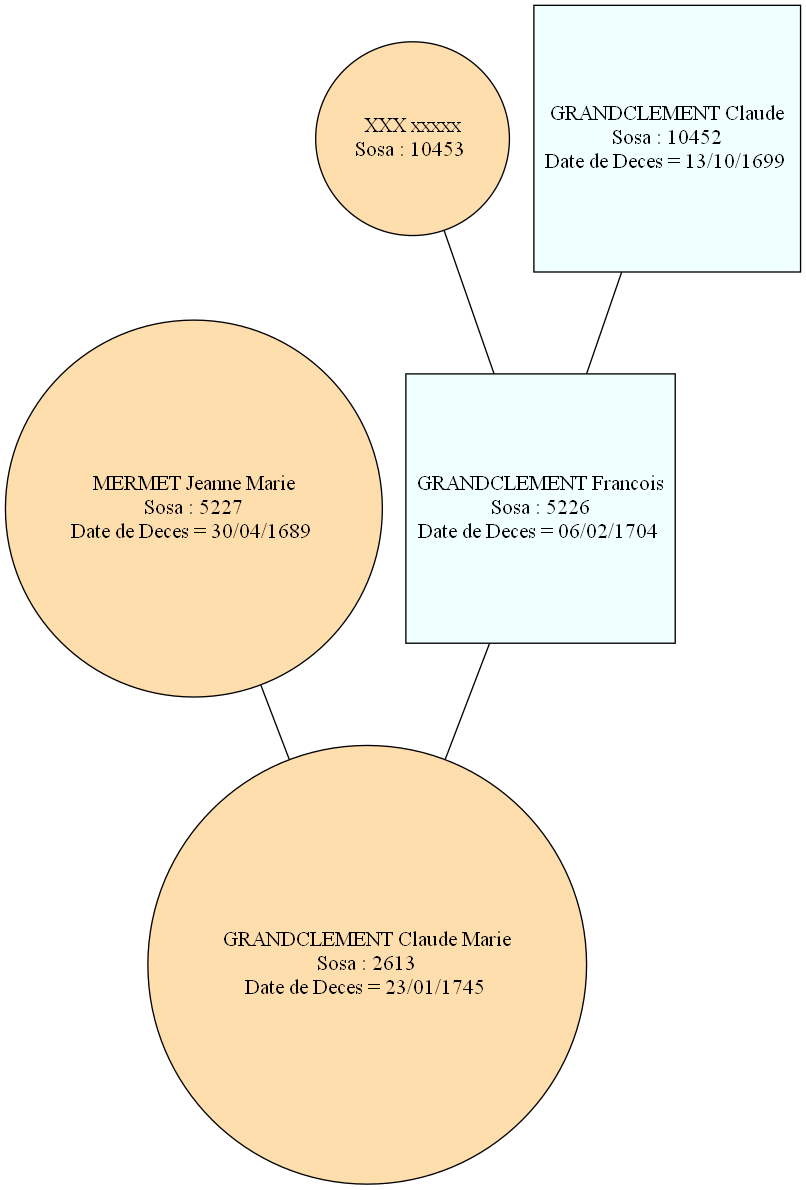 XXX xxxxx
Sosa : 10453
GRANDCLEMENT Claude
Sosa : 10452
Date de Deces = 13/10/1699
MERMET Jeanne Marie
Sosa : 5227
Date de Deces = 30/04/1689
GRANDCLEMENT Francois
Sosa : 5226
Date de Deces = 06/02/1704
GRANDCLEMENT Claude Marie
Sosa : 2613
Date de Deces = 23/01/1745